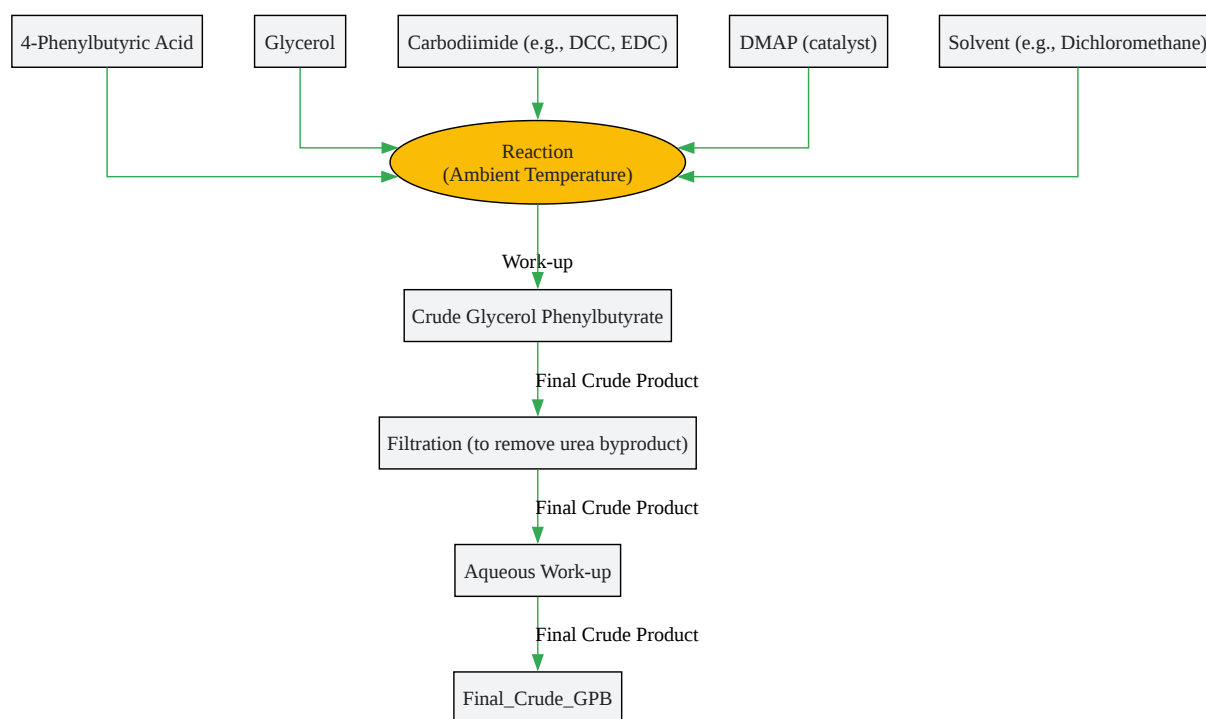 4-Phenylbutyric Acid
Glycerol
Carbodiimide (e.g., DCC, EDC)
DMAP (catalyst)
Solvent (e.g., Dichloromethane)
Reaction
(Ambient Temperature)
Work-up
Crude Glycerol Phenylbutyrate
Final Crude Product
Filtration (to remove urea byproduct)
Final Crude Product
Aqueous Work-up
Final Crude Product
Final_Crude_GPB